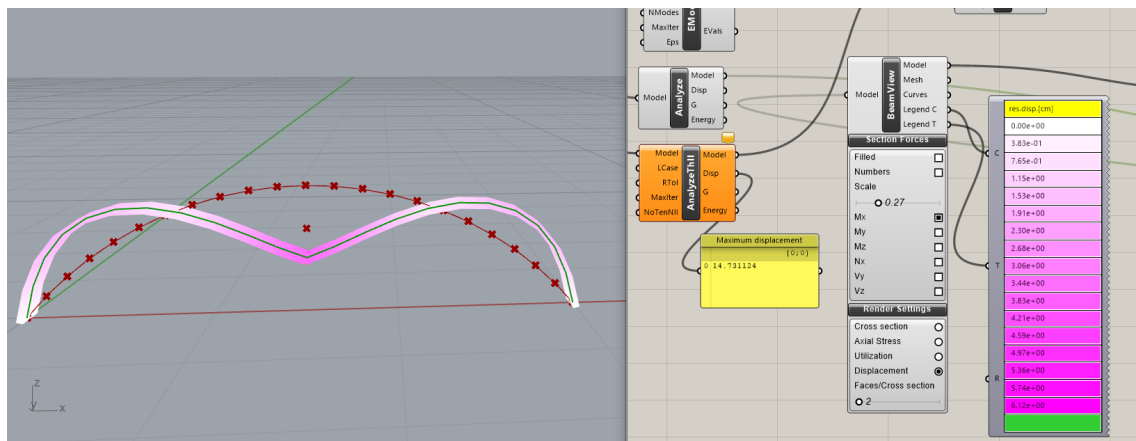 NModes
MaxIter
Eps
EMod
EVals
Model
Analyze
Model
Disp
G
Energy
Model
LCase
RTol
MaxIter
NoTenNII
AnalyzeThII
Model
Disp
G
Energy
Maximum displacement
{0;0}
0 14.731124
Model
BeamView
Model
Mesh
Curves
Legend C
Legend T
Section Forces
Filled
Numbers
Scale
0.27
Mx
My
Mz
Nx
Vy
Vz
Render Settings
Cross section
Axial Stress
Utilization
Displacement
Faces/Cross section
2
C
T
R
res.disp.[cm]
0.00e+00
3.83e-01
7.65e-01
1.15e+00
1.53e+00
1.91e+00
2.30e+00
2.68e+00
3.06e+00
3.44e+00
3.83e+00
4.21e+00
4.59e+00
4.97e+00
5.36e+00
5.74e+00
6.12e+00
z
y
x